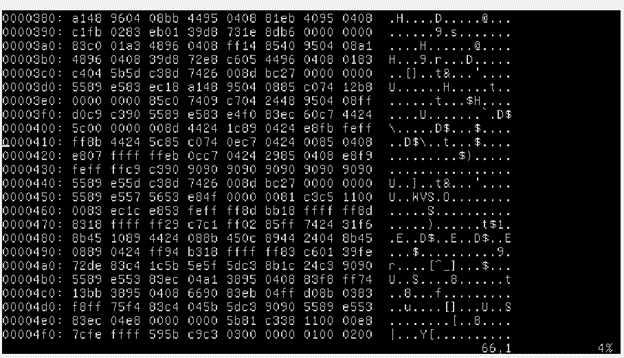 0000380: a148 9604 08bb 4495 0408 81eb 4095 0408 .H....D.....@...
0000390: c1fb 0283 eb01 39d8 731e 8db6 0000 0000 ......9.s.......
00003a0: 83c0 01a3 4896 0408 ff14 8540 9504 08a1 ....H......@....
00003b0: 4896 0408 39d8 72e8 c605 4496 0408 0183 H...9.r...D.....
00003c0: c404 5b5d c38d 7426 008d bc27 0000 0000 ..[]..t&...'....
00003d0: 5589 e583 ec18 a148 9504 0885 c074 12b8 U......H.....t..
00003e0: 0000 0000 85c0 7409 c704 2448 9504 08ff ......t...$H....
00003f0: d0c9 c390 5589 e583 e4f0 83ec 60c7 4424 ....U.......`.D$
0000400: 5c00 0000 008d 4424 1c89 0424 e8fb feff \.....D$...$....
0000410: ff8b 4424 5c85 c074 0ec7 0424 0085 0408 ..D$\..t...$....
0000420: e807 ffff ffeb 0cc7 0424 2985 0408 e8f9 .........$).....
0000430: feff ffc9 c390 9090 9090 9090 9090 9090 ................
0000440: 5589 e55d c38d 7426 008d bc27 0000 0000 U..]..t&...'....
0000450: 5589 e557 5653 e84f 0000 0081 c3c5 1100 U..WVS.O........
0000460: 0083 ec1c e853 feff ff8d bb18 ffff ff8d .....S..........
0000470: 8318 ffff ff29 c7c1 ff02 85ff 7424 31f6 .....)......t$1.
0000480: 8b45 1089 4424 088b 450c 8944 2404 8b45 .E..D$..E..D$..E
0000490: 0889 0424 ff94 b318 ffff ff83 c601 39fe ...$..........9.
00004a0: 72de 83c4 1c5b 5e5f 5dc3 8b1c 24c3 9090 r....[^_]...$...
00004b0: 5589 e553 83ec 04a1 3895 0408 83f8 ff74 U..S....8......t
00004c0: 13bb 3895 0408 6690 83eb 04ff d08b 0383 ..8...f.........
00004d0: f8ff 75f4 83c4 045b 5dc3 9090 5589 e553 ..u....[]...U..S
00004e0: 83ec 04e8 0000 0000 5b81 c338 1100 00e8 ........[..8....
00004f0: 7cfe ffff 595b c9c3 0300 0000 0100 0200 |...Y[..........
66,1 4%